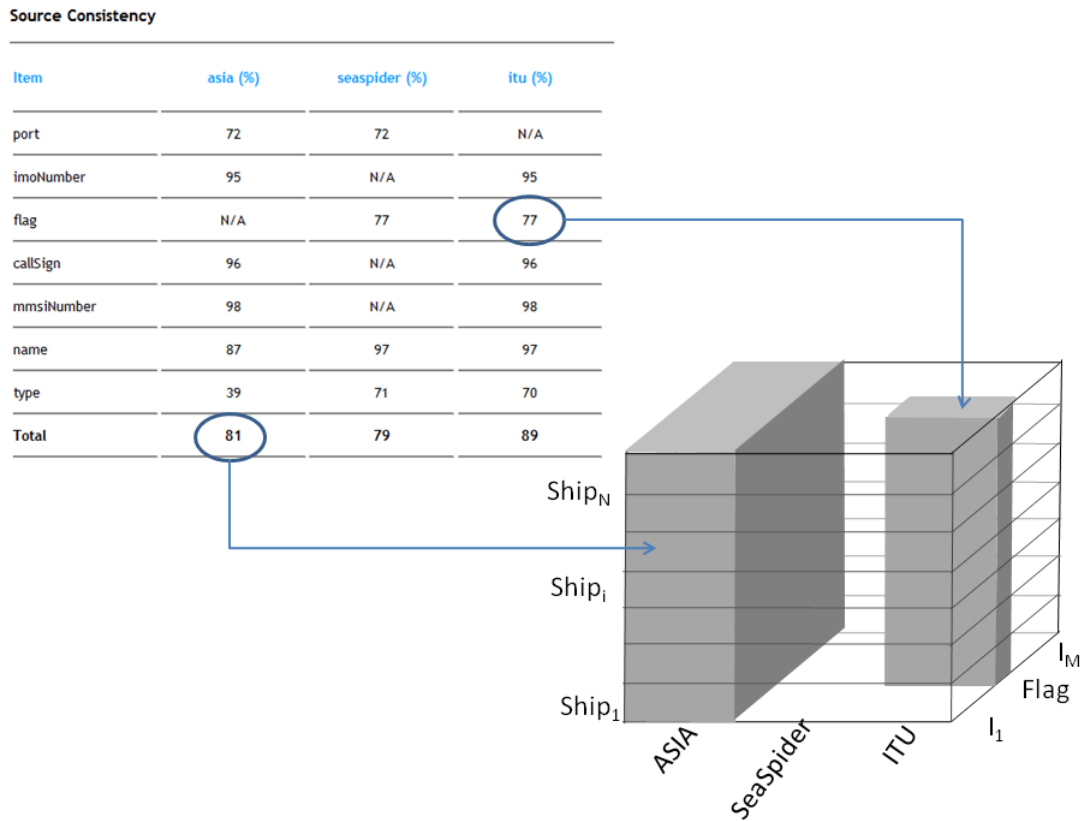 Source Consistency
Item asia (%) seaspider (%) itu (%)
port 72 72 N/A
imoNumber 95 N/A 95
flag N/A 77 77
callSign 96 N/A 96
mmsiNumber 98 N/A 98
name 87 97 97
type 39 71 70
Total 81 79 89
ShipN
Shipi
Ship1
IM
Flag
I1
ASIA
SeaSpider
ITU